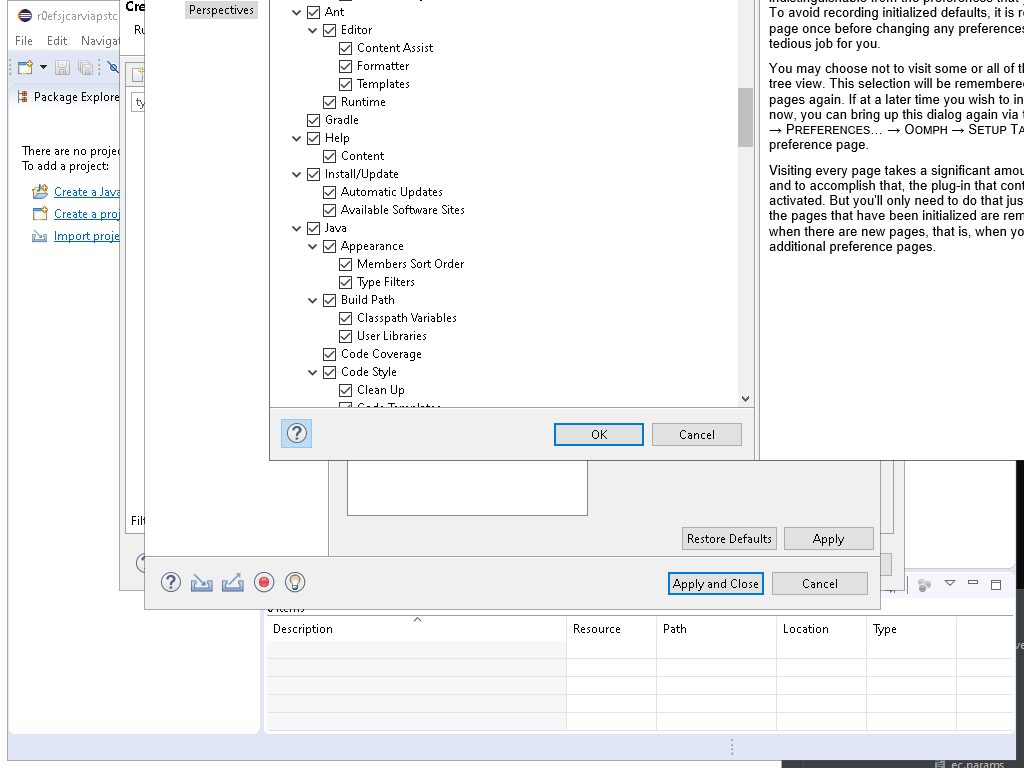 r0efsjcarviapstc
File Edit Naviga
Package Explore
There are no projec
To add a project:
Create a Java
Create a proj
Import proje
Cre
Ru
ty
Filt
Perspectives
Ant
Editor
Content Assist
Formatter
Templates
Runtime
Gradle
Help
Content
Install/Update
Automatic Updates
Available Software Sites
Java
Appearance
Members Sort Order
Type Filters
Build Path
Classpath Variables
User Libraries
Code Coverage
Code Style
Clean Up
Code Templates
OK Cancel
To avoid recording initialized defaults, it is r
page once before changing any preferences
tedious job for you.
You may choose not to visit some or all of th
tree view. This selection will be remembere
pages again. If at a later time you wish to in
now, you can bring up this dialog again via t
→ PREFERENCES... → OOMPH → SETUP TA
preference page.
Visiting every page takes a significant amou
and to accomplish that, the plug-in that cont
activated. But you'll only need to do that jus
the pages that have been initialized are rem
when there are new pages, that is, when yo
additional preference pages.
Restore Defaults Apply
Apply and Close Cancel
Description Resource Path Location Type
ec.params